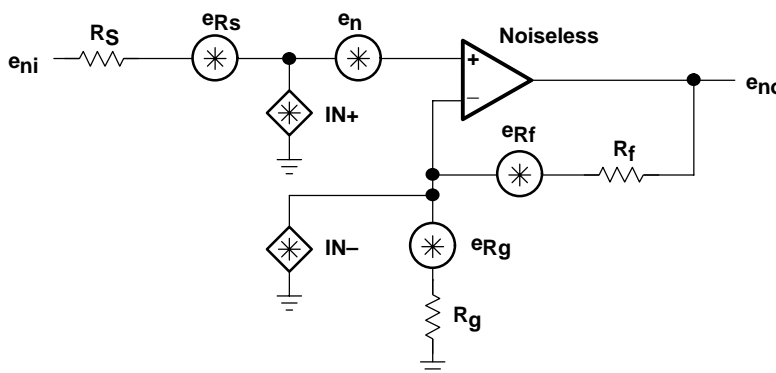 eni
RS
eRs
en
Noiseless
+
−
eno
IN+
eRf
Rf
IN−
eRg
Rg